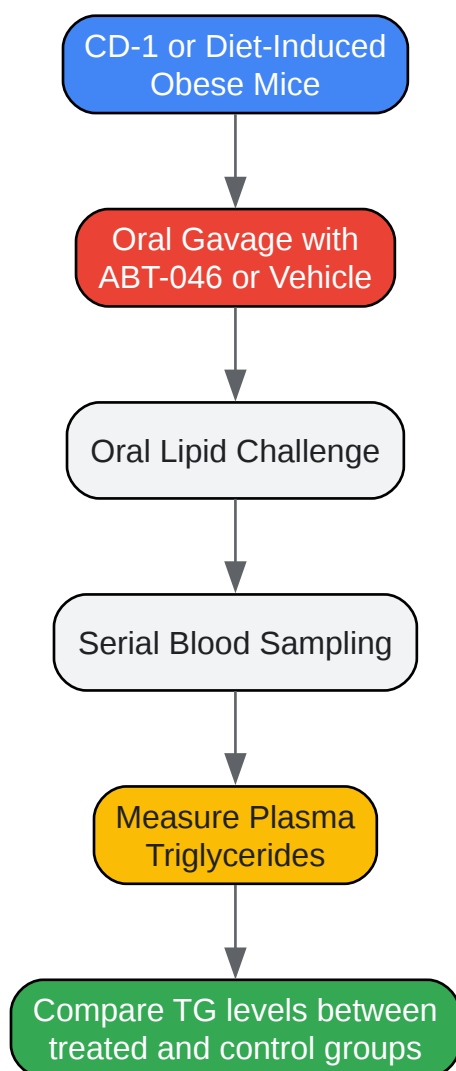 CD-1 or Diet-Induced
Obese Mice
Oral Gavage with
ABT-046 or Vehicle
Oral Lipid Challenge
Serial Blood Sampling
Measure Plasma
Triglycerides
Compare TG levels between
treated and control groups